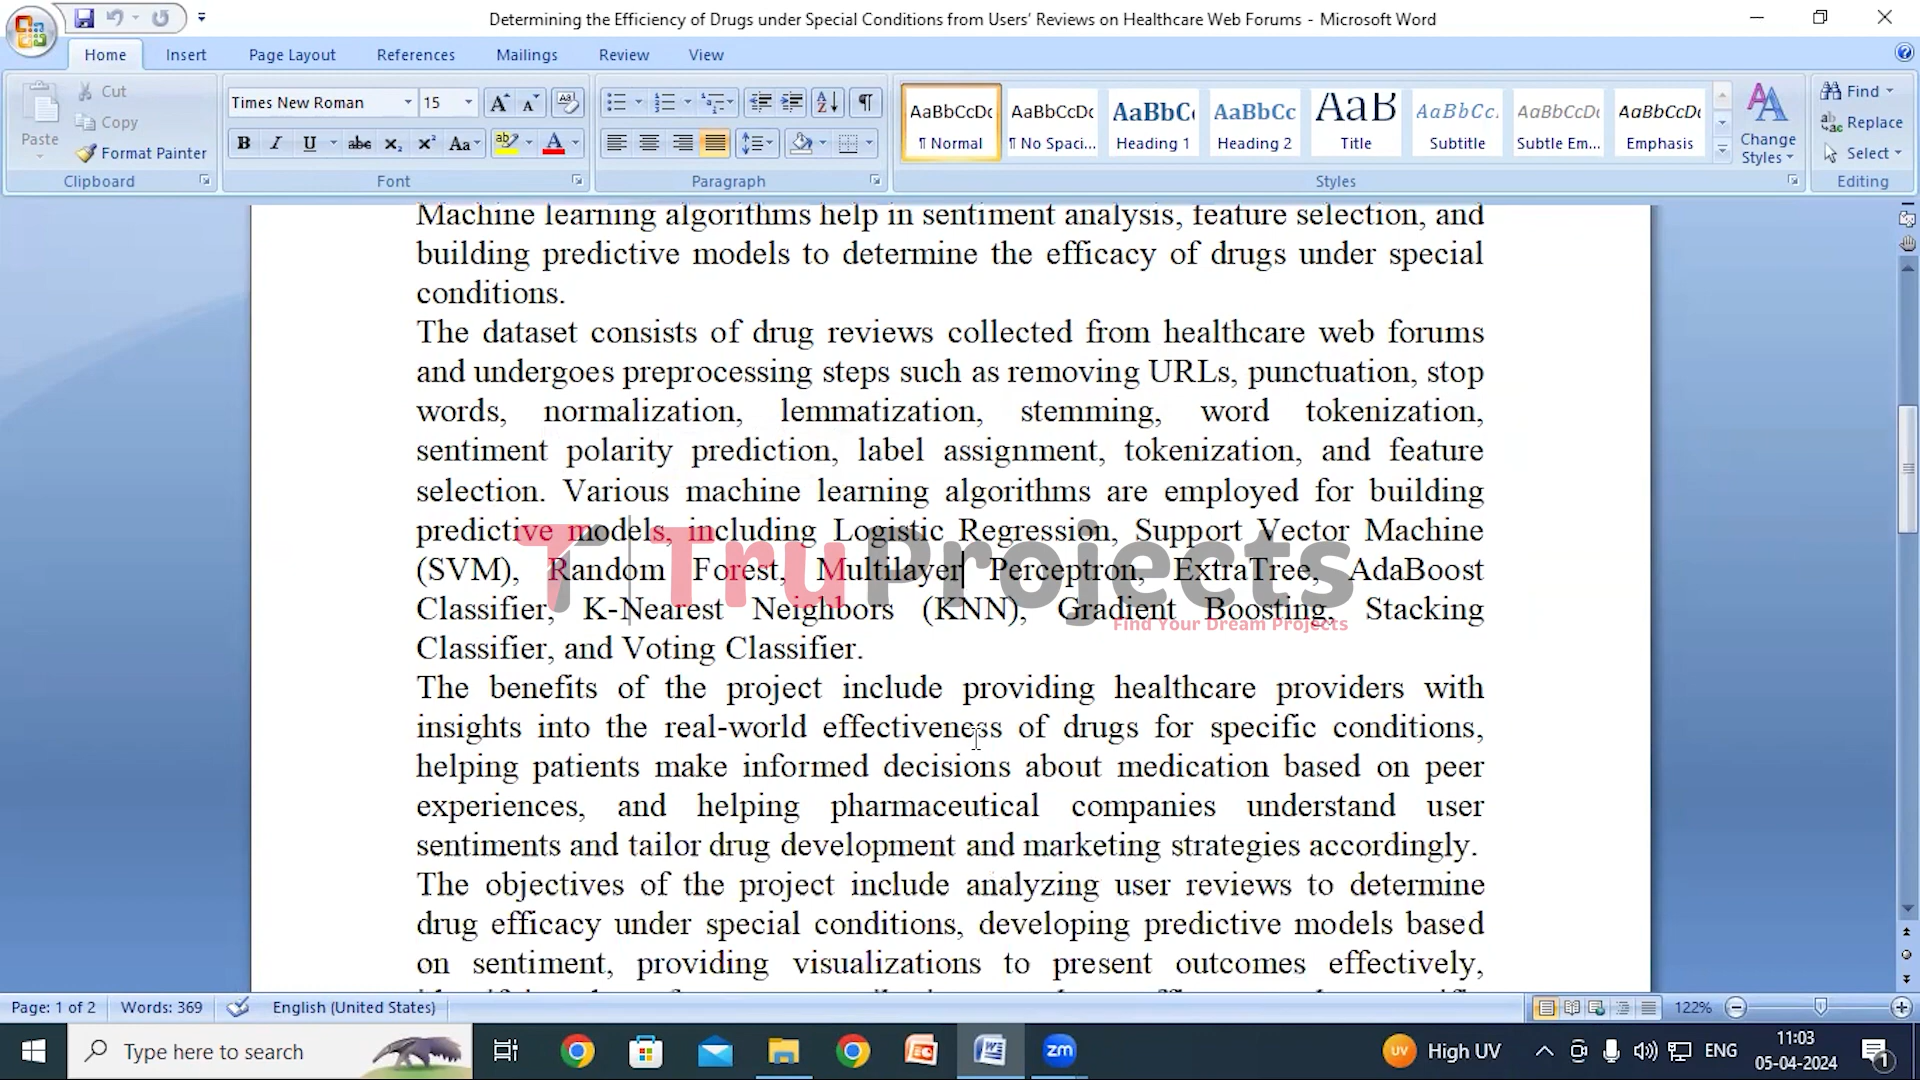 Determining the Efficiency of Drugs under Special Conditions from Users' Reviews on Healthcare Web Forums - Microsoft Word
Home Insert Page Layout References Mailings Review View
Paste
Cut
Copy
Format Painter
Clipboard
Times New Roman 15
Font
Paragraph
AaBbCcDc AaBbCcDc AaBbC AaBbCc AaB AaBbCc. AaBbCcDc AaBbCcDc
¶ Normal ¶ No Spaci... Heading 1 Heading 2 Title Subtitle Subtle Em... Emphasis
Change Styles
Styles
Find
Replace
Select
Editing
Machine learning algorithms help in sentiment analysis, feature selection, and
building predictive models to determine the efficacy of drugs under special
conditions.
The dataset consists of drug reviews collected from healthcare web forums
and undergoes preprocessing steps such as removing URLs, punctuation, stop
words, normalization, lemmatization, stemming, word tokenization,
sentiment polarity prediction, label assignment, tokenization, and feature
selection. Various machine learning algorithms are employed for building
predictive models, including Logistic Regression, Support Vector Machine
(SVM), Random Forest, Multilayer Perceptron, ExtraTree, AdaBoost
Classifier, K-Nearest Neighbors (KNN), Gradient Boosting, Stacking
Classifier, and Voting Classifier.
TruProjects
Find Your Dream Projects
The benefits of the project include providing healthcare providers with
insights into the real-world effectiveness of drugs for specific conditions,
helping patients make informed decisions about medication based on peer
experiences, and helping pharmaceutical companies understand user
sentiments and tailor drug development and marketing strategies accordingly.
The objectives of the project include analyzing user reviews to determine
drug efficacy under special conditions, developing predictive models based
on sentiment, providing visualizations to present outcomes effectively,
Page: 1 of 2 Words: 369 English (United States) 122%
Type here to search
zm
UV High UV
ENG
11:03
05-04-2024
1